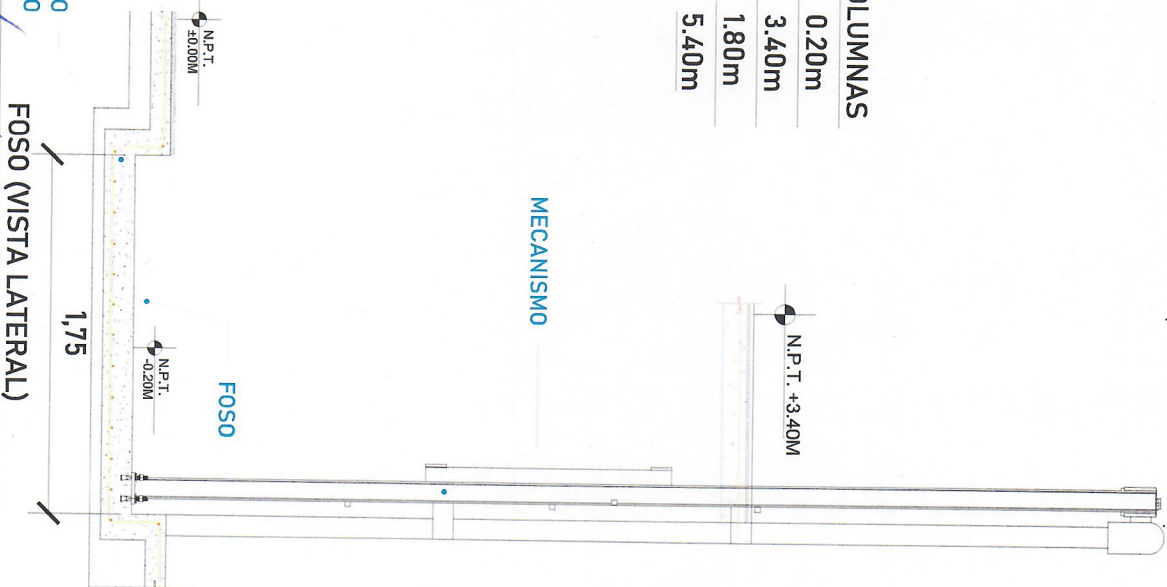 OLUMNAS
0.20m
3.40m
1.80m
5.40m
N.P.T. +3.40M
MECANISMO
N.P.T.
±0.00M
FOSO
N.P.T.
-0.20M
1,75
FOSO (VISTA LATERAL)
O
O